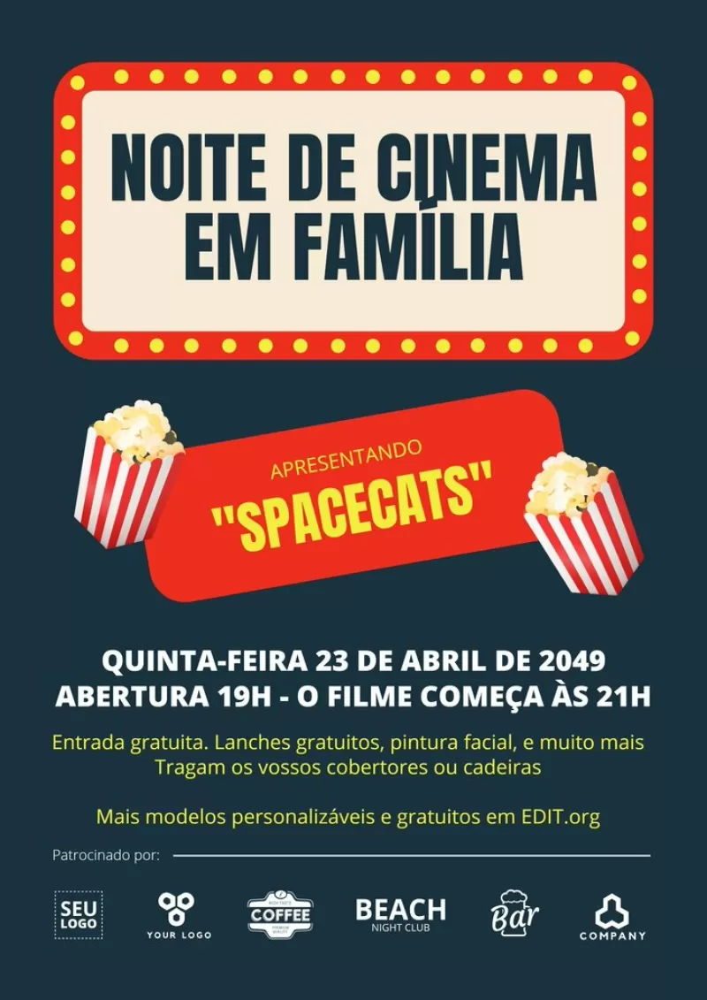 NOITE DE CINEMA
EM FAMÍLIA
APRESENTANDO
"SPACECATS"
QUINTA-FEIRA 23 DE ABRIL DE 2049
ABERTURA 19H - O FILME COMEÇA ÀS 21H
Entrada gratuita. Lanches gratuitos, pintura facial, e muito mais
Tragam os vossos cobertores ou cadeiras
Mais modelos personalizáveis e gratuitos em EDIT.org
Patrocinado por:
SEU
LOGO
YOUR LOGO
COFFEE
PREMIUM
QUALITY
BEACH
NIGHT CLUB
Bar
COMPANY